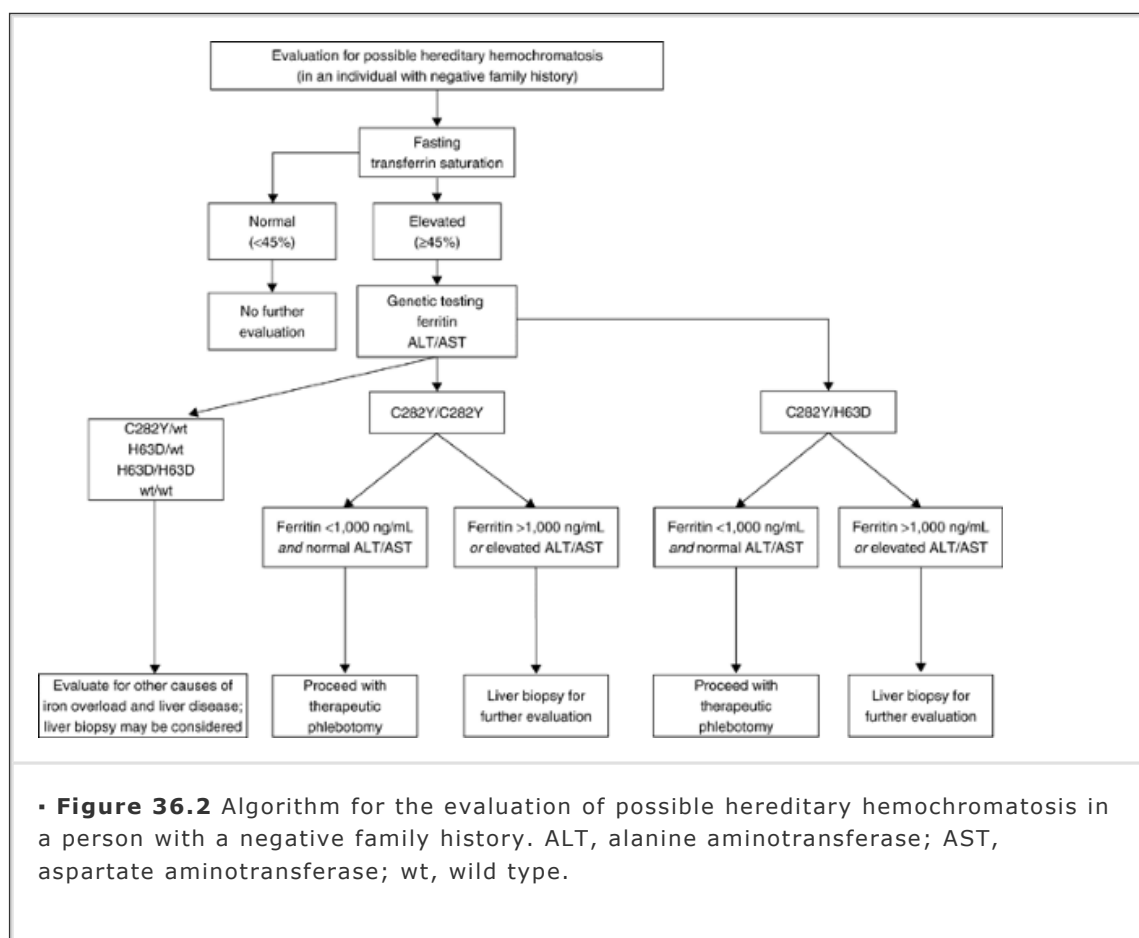 Evaluation for possible hereditary hemochromatosis
(in an individual with negative family history)
Fasting
transferrin saturation
Normal
(<45%)
Elevated
(≥45%)
No further
evaluation
Genetic testing
ferritin
ALT/AST
C282Y/wt
H63D/wt
H63D/H63D
wt/wt
C282Y/C282Y
C282Y/H63D
Ferritin <1,000 ng/mL
and normal ALT/AST
Ferritin >1,000 ng/mL
or elevated ALT/AST
Ferritin <1,000 ng/mL
and normal ALT/AST
Ferritin >1,000 ng/mL
or elevated ALT/AST
Evaluate for other causes of
iron overload and liver disease;
liver biopsy may be considered
Proceed with
therapeutic
phlebotomy
Liver biopsy for
further evaluation
Proceed with
therapeutic
phlebotomy
Liver biopsy for
further evaluation
▪ Figure 36.2 Algorithm for the evaluation of possible hereditary hemochromatosis in
a person with a negative family history. ALT, alanine aminotransferase; AST,
aspartate aminotransferase; wt, wild type.